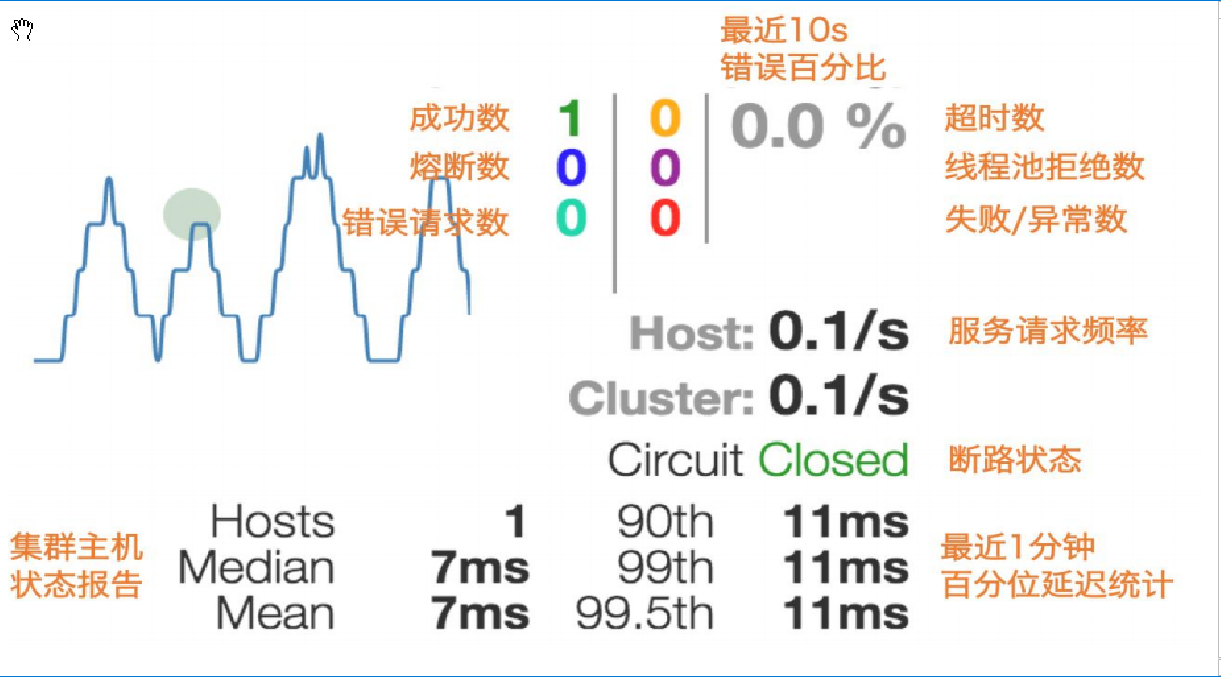 最近10s
错误百分比
成功数 1 0 0.0 % 超时数
熔断数 0 0 线程池拒绝数
错误请求数 0 0 失败/异常数
Host: 0.1/s 服务请求频率
Cluster: 0.1/s
Circuit Closed 断路状态
集群主机
状态报告
Hosts 1 90th 11ms
Median 7ms 99th 11ms
Mean 7ms 99.5th 11ms
最近1分钟
百分位延迟统计